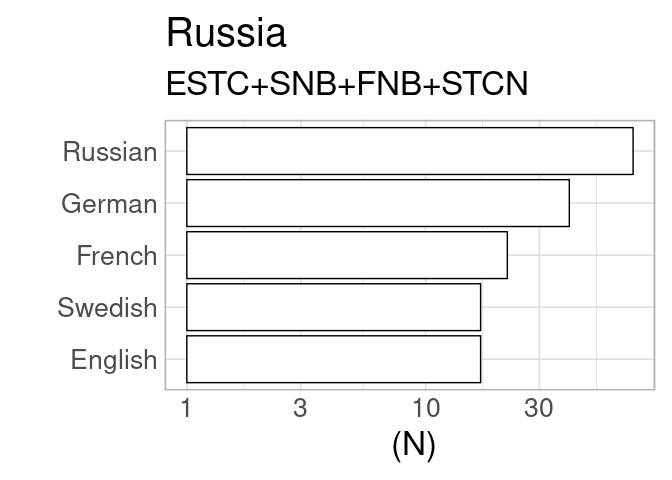 Russia
ESTC+SNB+FNB+STCN
Russian
German
French
Swedish
English
1 3 10 30
(N)